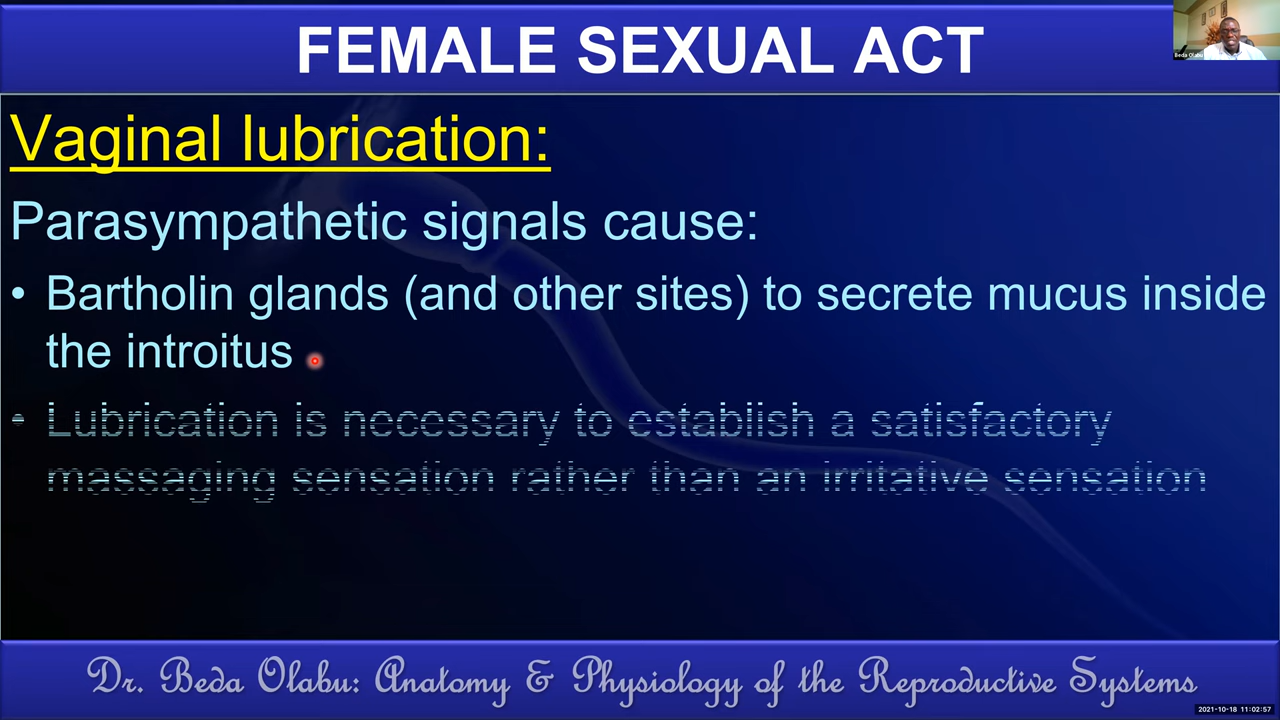 FEMALE SEXUAL ACT
Beda Olabu
Vaginal lubrication:
Parasympathetic signals cause:
• Bartholin glands (and other sites) to secrete mucus inside
the introitus
• Lubrication is necessary to establish a satisfactory
massaging sensation rather than an irritative sensation
Dr. Beda Olabu: Anatomy & Physiology of the Reproductive Systems
2021-10-18 11:02:57